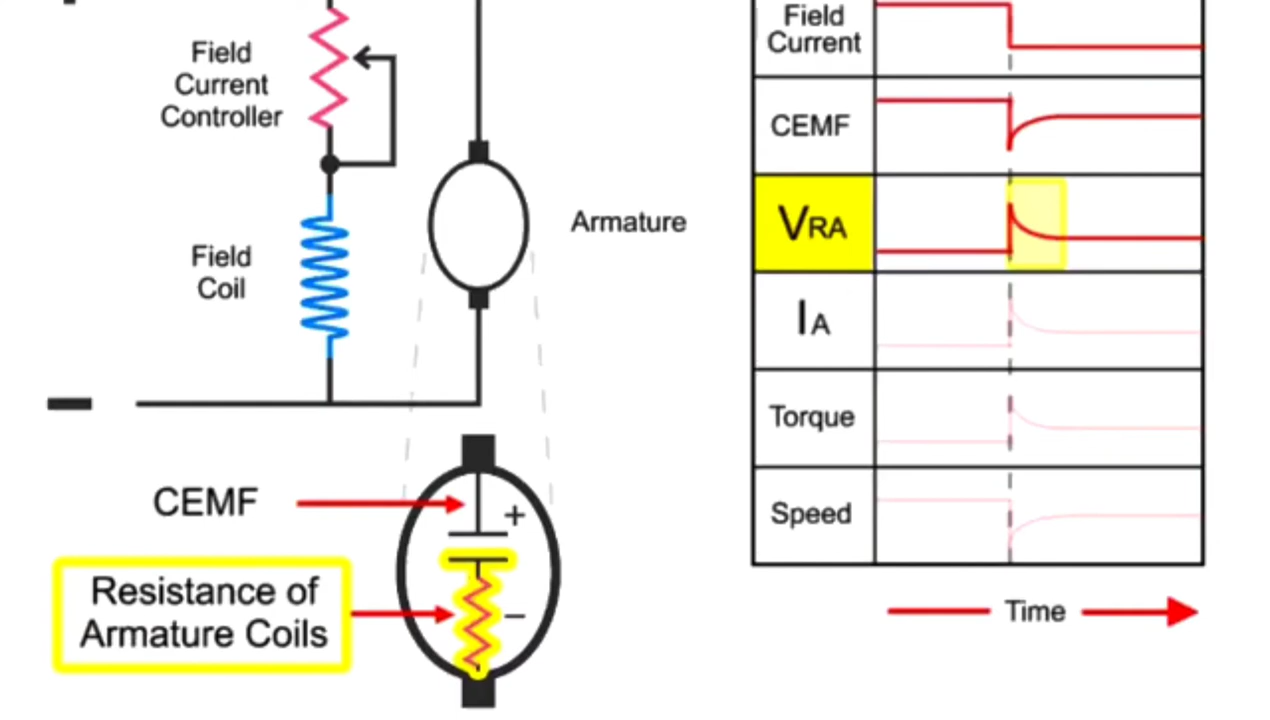 Field
Current
Controller
Armature
Field
Coil
CEMF
+
Resistance of
Armature Coils
−
Field
Current
CEMF
VRA
IA
Torque
Speed
Time